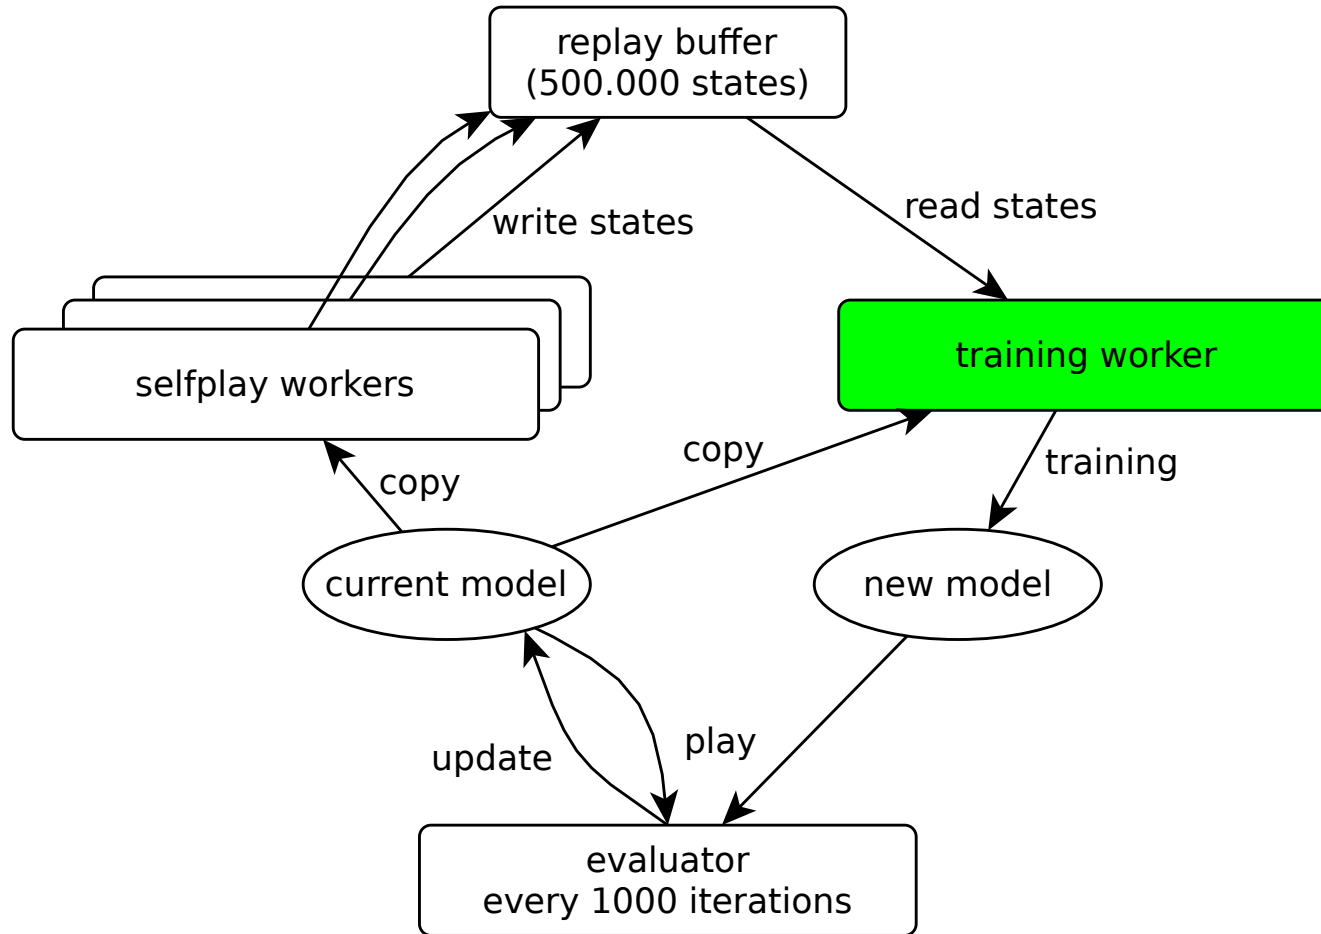 replay buffer
(500.000 states)
read states
write states
training worker
selfplay workers
copy
training
copy
current model
new model
play
update
evaluator
every 1000 iterations